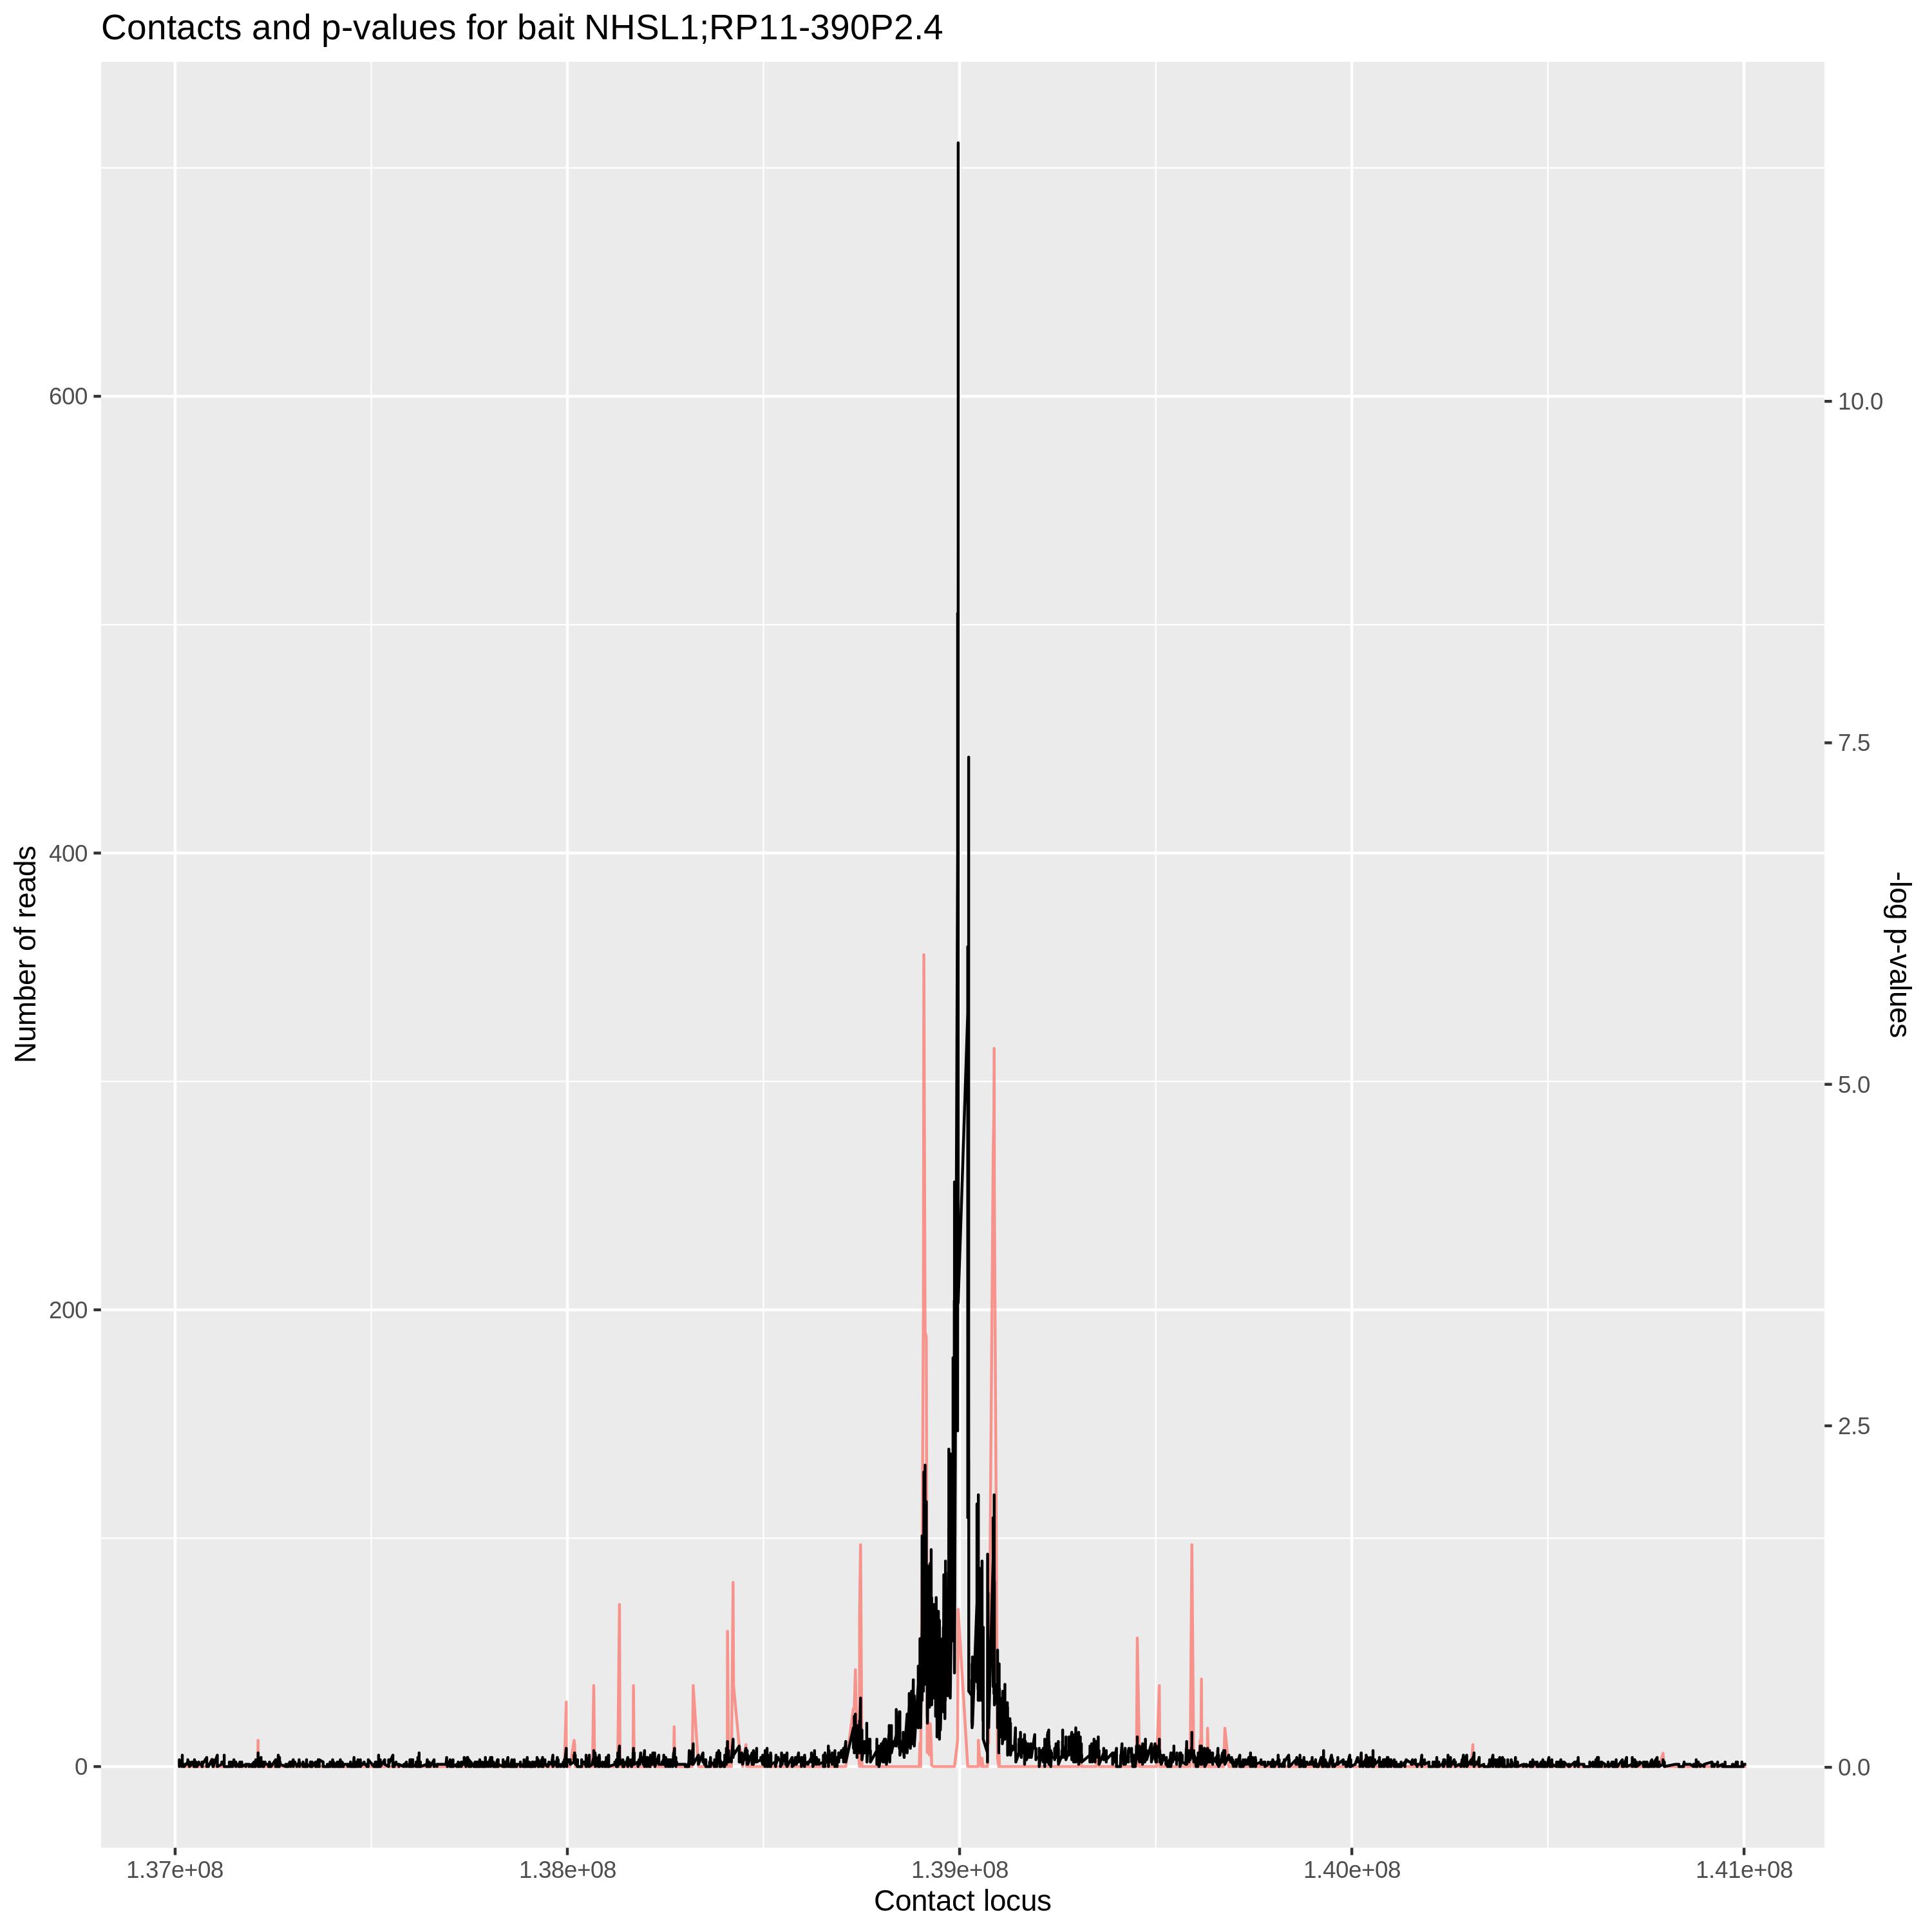 Contacts and p-values for bait NHSL1;RP11-390P2.4
Number of reads
600
400
200
0
10.0
7.5
5.0
2.5
0.0
-log p-values
1.37e+08
1.38e+08
1.39e+08
1.40e+08
1.41e+08
Contact locus